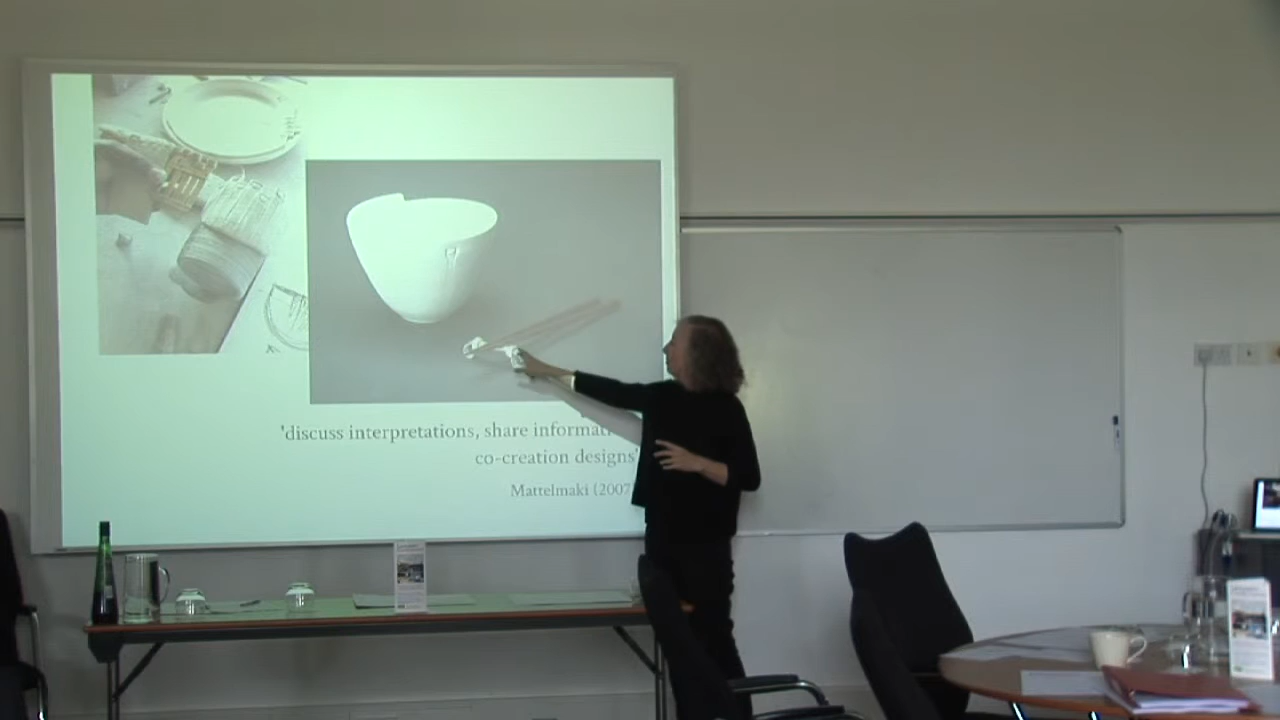 'discuss interpretations, share informati
co-creation designs'
Mattelmaki (2007